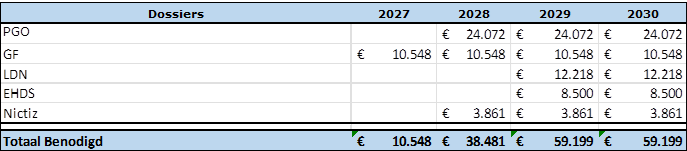 Dossiers 2027 2028 2029 2030
PGO € 24.072 € 24.072 € 24.072
GF € 10.548 € 10.548 € 10.548 € 10.548
LDN € 12.218 € 12.218
EHDS € 8.500 € 8.500
Nictiz € 3.861 € 3.861 € 3.861
Totaal Benodigd € 10.548 € 38.481 € 59.199 € 59.199